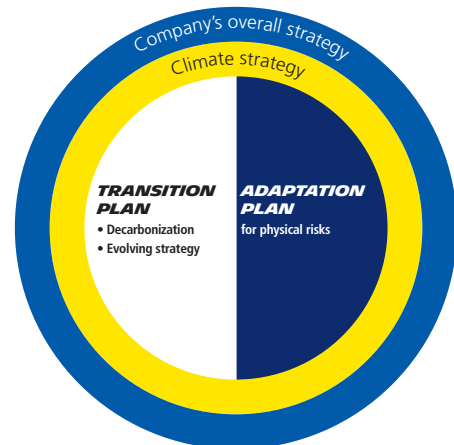 Company's overall strategy
Climate strategy
TRANSITION
PLAN
• Decarbonization
• Evolving strategy
ADAPTATION
PLAN
for physical risks